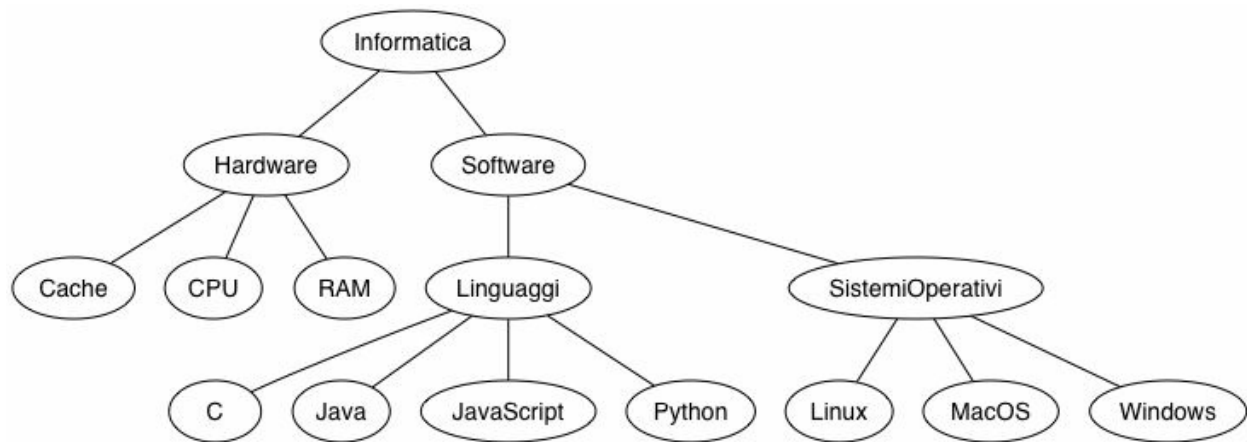 Informatica
Hardware
Software
Cache
CPU
RAM
Linguaggi
SistemiOperativi
C
Java
JavaScript
Python
Linux
MacOS
Windows